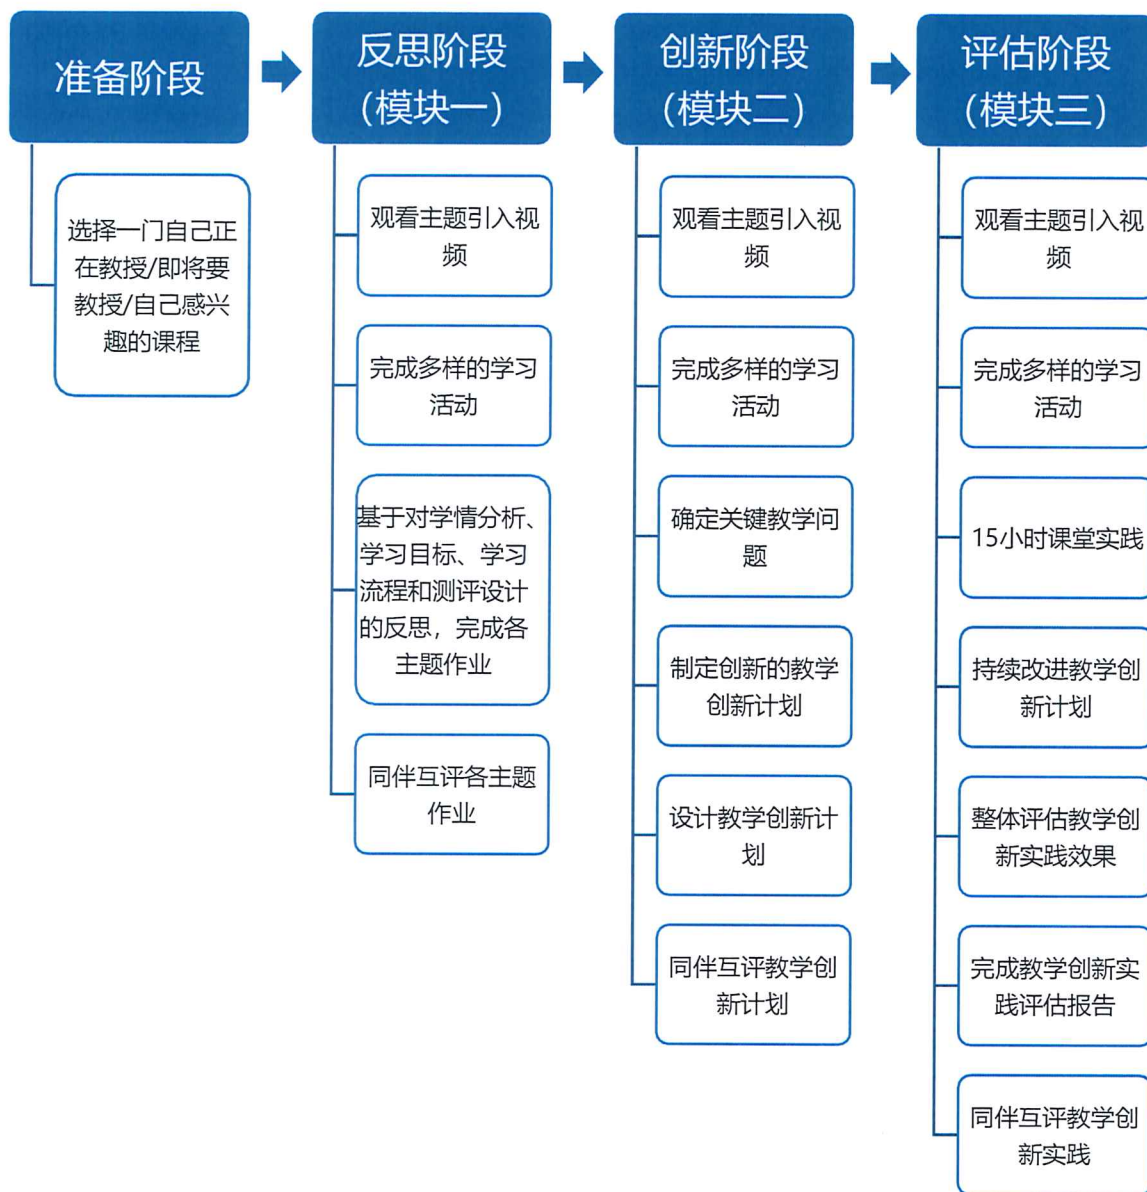 准备阶段
选择一门自己正
在教授/即将要
教授/自己感兴
趣的课程
反思阶段
（模块一）
观看主题引入视
频
完成多样的学习
活动
基于对学情分析、
学习目标、学习
流程和测评设计
的反思，完成各
主题作业
同伴互评各主题
作业
创新阶段
（模块二）
观看主题引入视
频
完成多样的学习
活动
确定关键教学问
题
制定创新的教学
创新计划
设计教学创新计
划
同伴互评教学创
新计划
评估阶段
（模块三）
观看主题引入视
频
完成多样的学习
活动
15小时课堂实践
持续改进教学创
新计划
整体评估教学创
新实践效果
完成教学创新实
践评估报告
同伴互评教学创
新实践